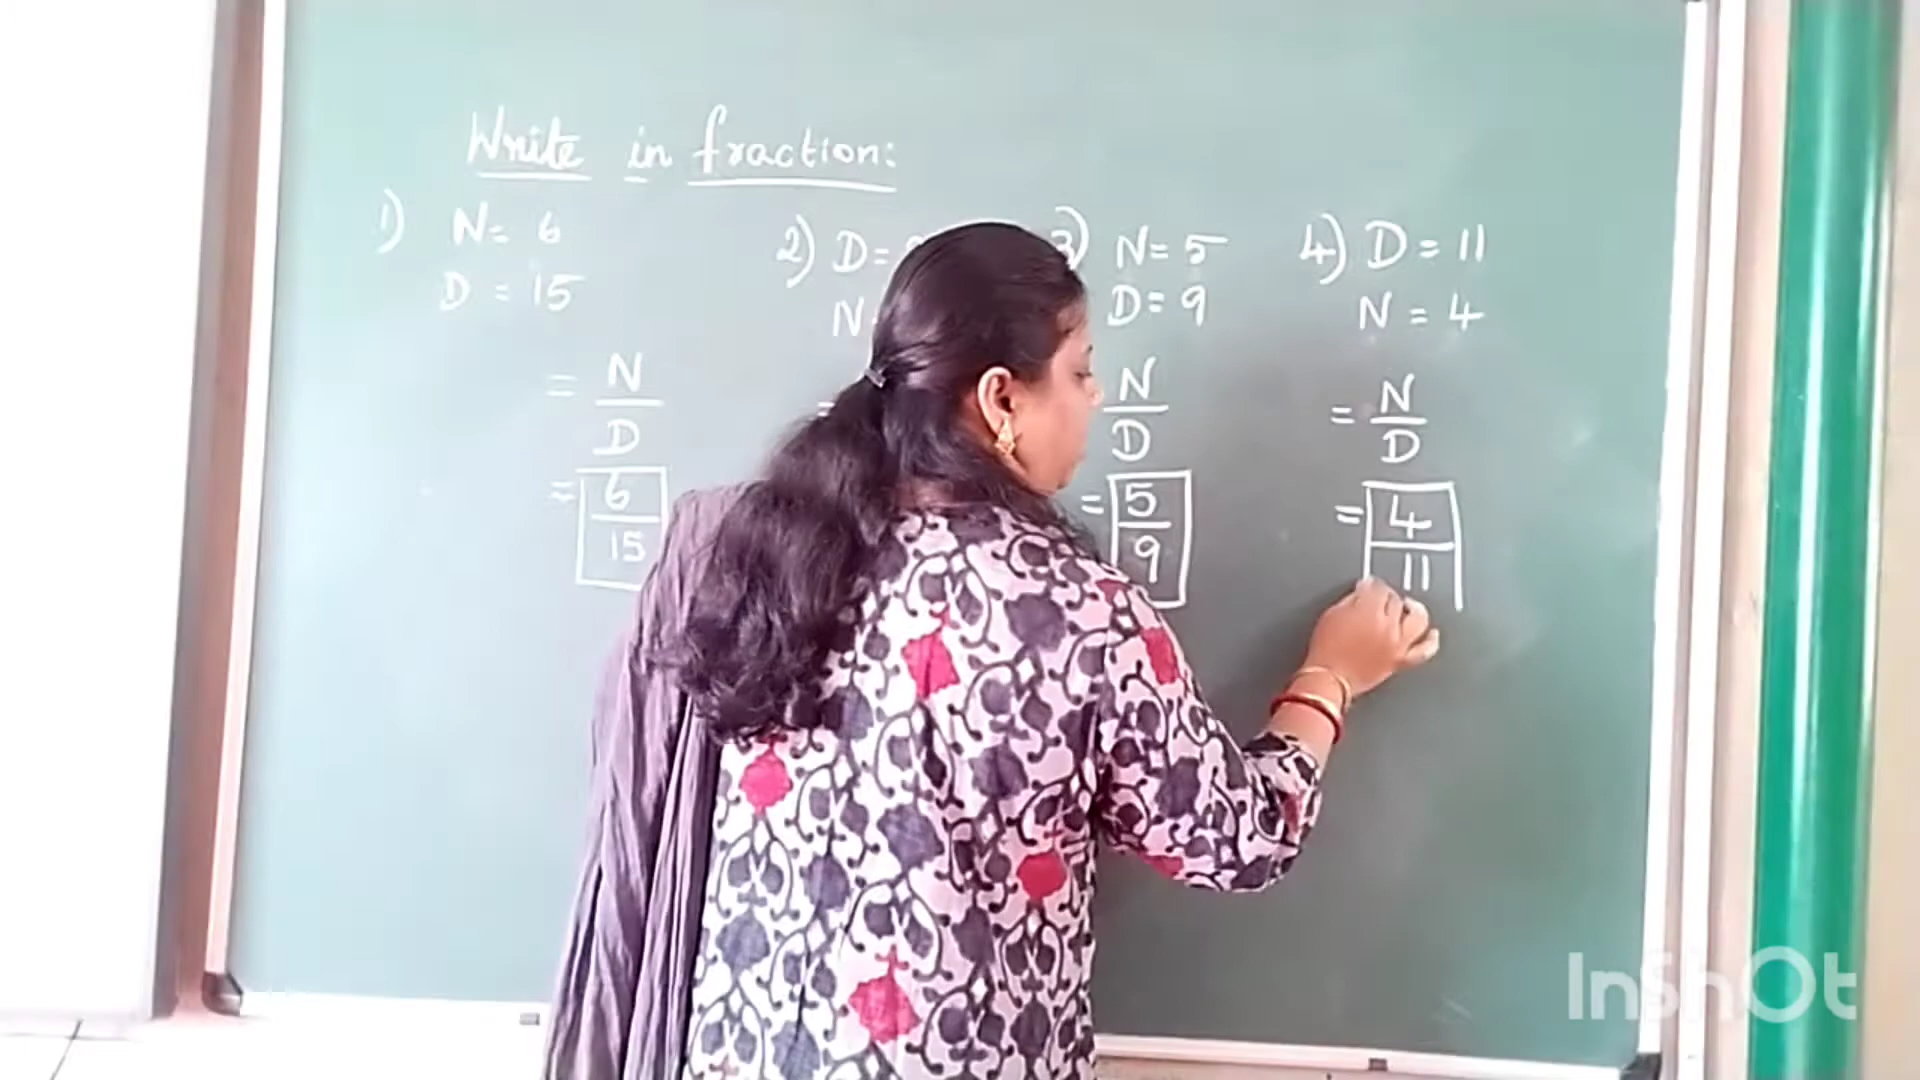 Write in fraction:
1) N = 6
D = 15
= N
D
= 6
15
2) D =
N
=
3) N = 5
D = 9
N
D
= 5
9
4) D = 11
N = 4
= N
D
= 4
11
InShOt